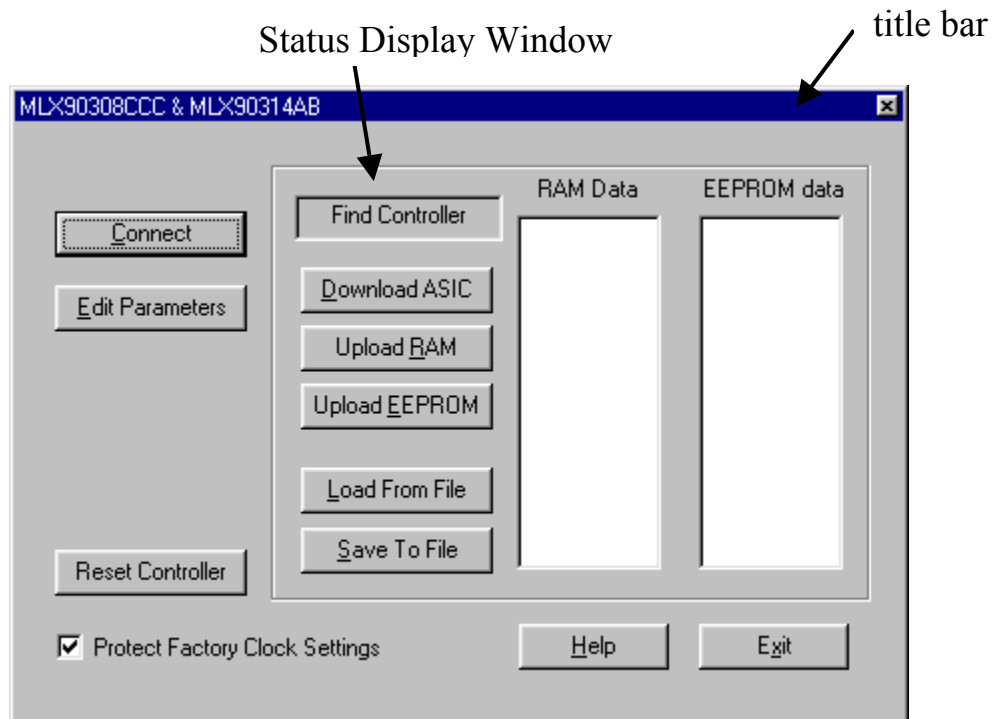 title bar
Status Display Window
MLX90308CCC & MLX90314AB
RAM Data
EEPROM data
Find Controller
Connect
Download ASIC
Edit Parameters
Upload RAM
Upload EEPROM
Load From File
Save To File
Reset Controller
Protect Factory Clock Settings
Help
Exit